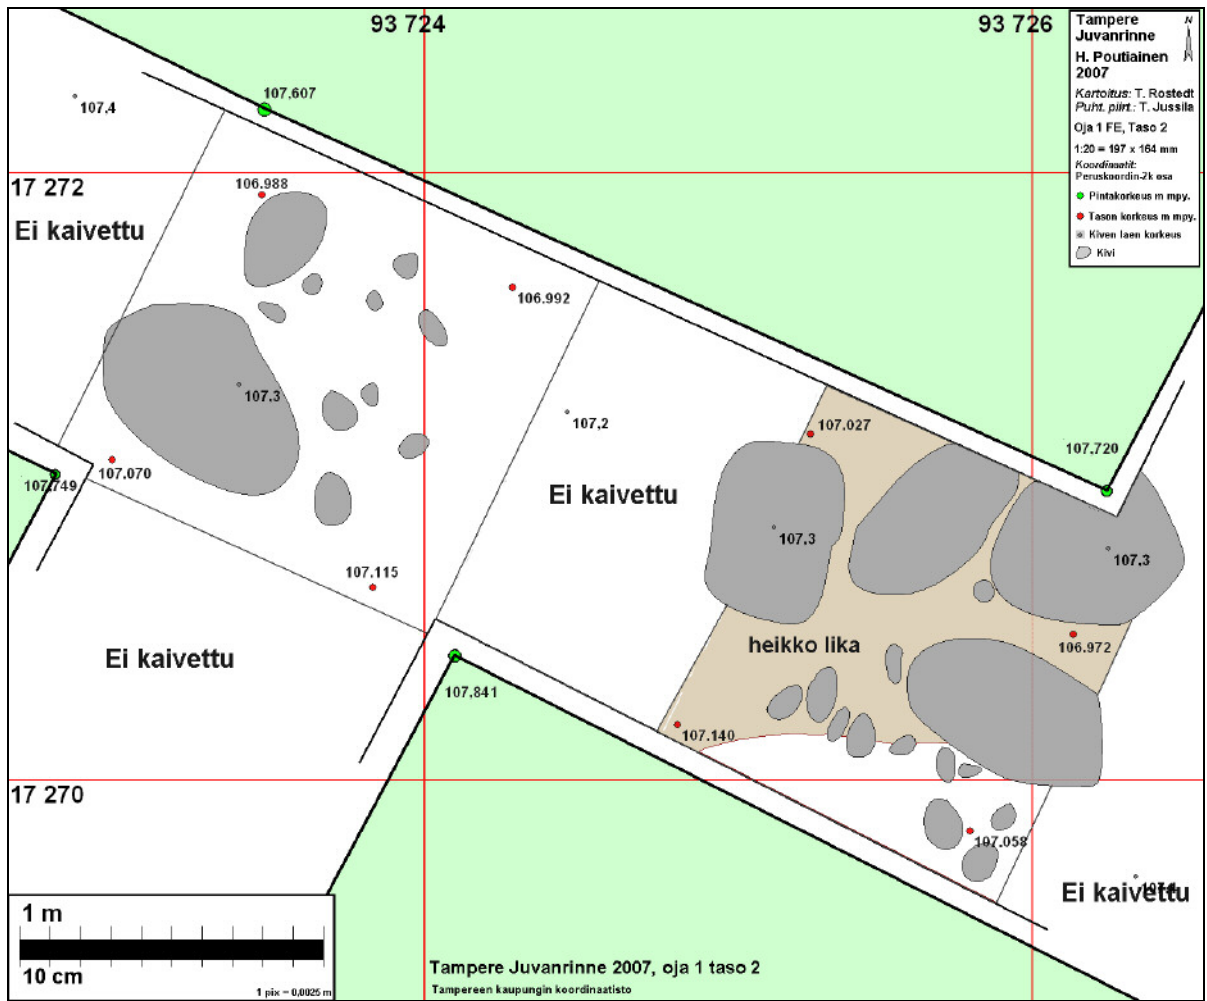 93 724
93 726
Tampere
Juvanrinne
H. Poutiainen
2007
N
Kartoitus: T. Rostedt
Puht. piirt.: T. Jussila
Oja 1 FE, Taso 2
1:20 = 197 x 164 mm
Koordinaatit:
Peruskoordin-2k osa
Pintakorkeus m mpy.
Tason korkeus m mpy.
Kiven laen korkeus
Kivi
107,607
107,4
17 272
106.988
Ei kaivettu
106.992
107,3
107,2
107.027
107,720
107.070
107,749
Ei kaivettu
107,3
107,3
107.115
heikko lika
106.972
Ei kaivettu
107,841
107.140
17 270
107.058
Ei kaivettu
1 m
10 cm
1 pix = 0,0025 m
Tampere Juvanrinne 2007, oja 1 taso 2
Tampereen kaupungin koordinaatisto